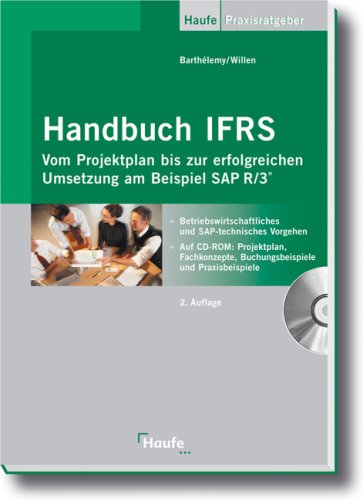 Haufe Praxisratgeber
Barthélemy/Willen
Handbuch IFRS
Vom Projektplan bis zur erfolgreichen
Umsetzung am Beispiel SAP R/3®
Betriebswirtschaftliches
und SAP-technisches Vorgehen
Auf CD-ROM: Projektplan,
Fachkonzepte, Buchungsbeispiele
und Praxisbeispiele
2. Auflage
Haufe